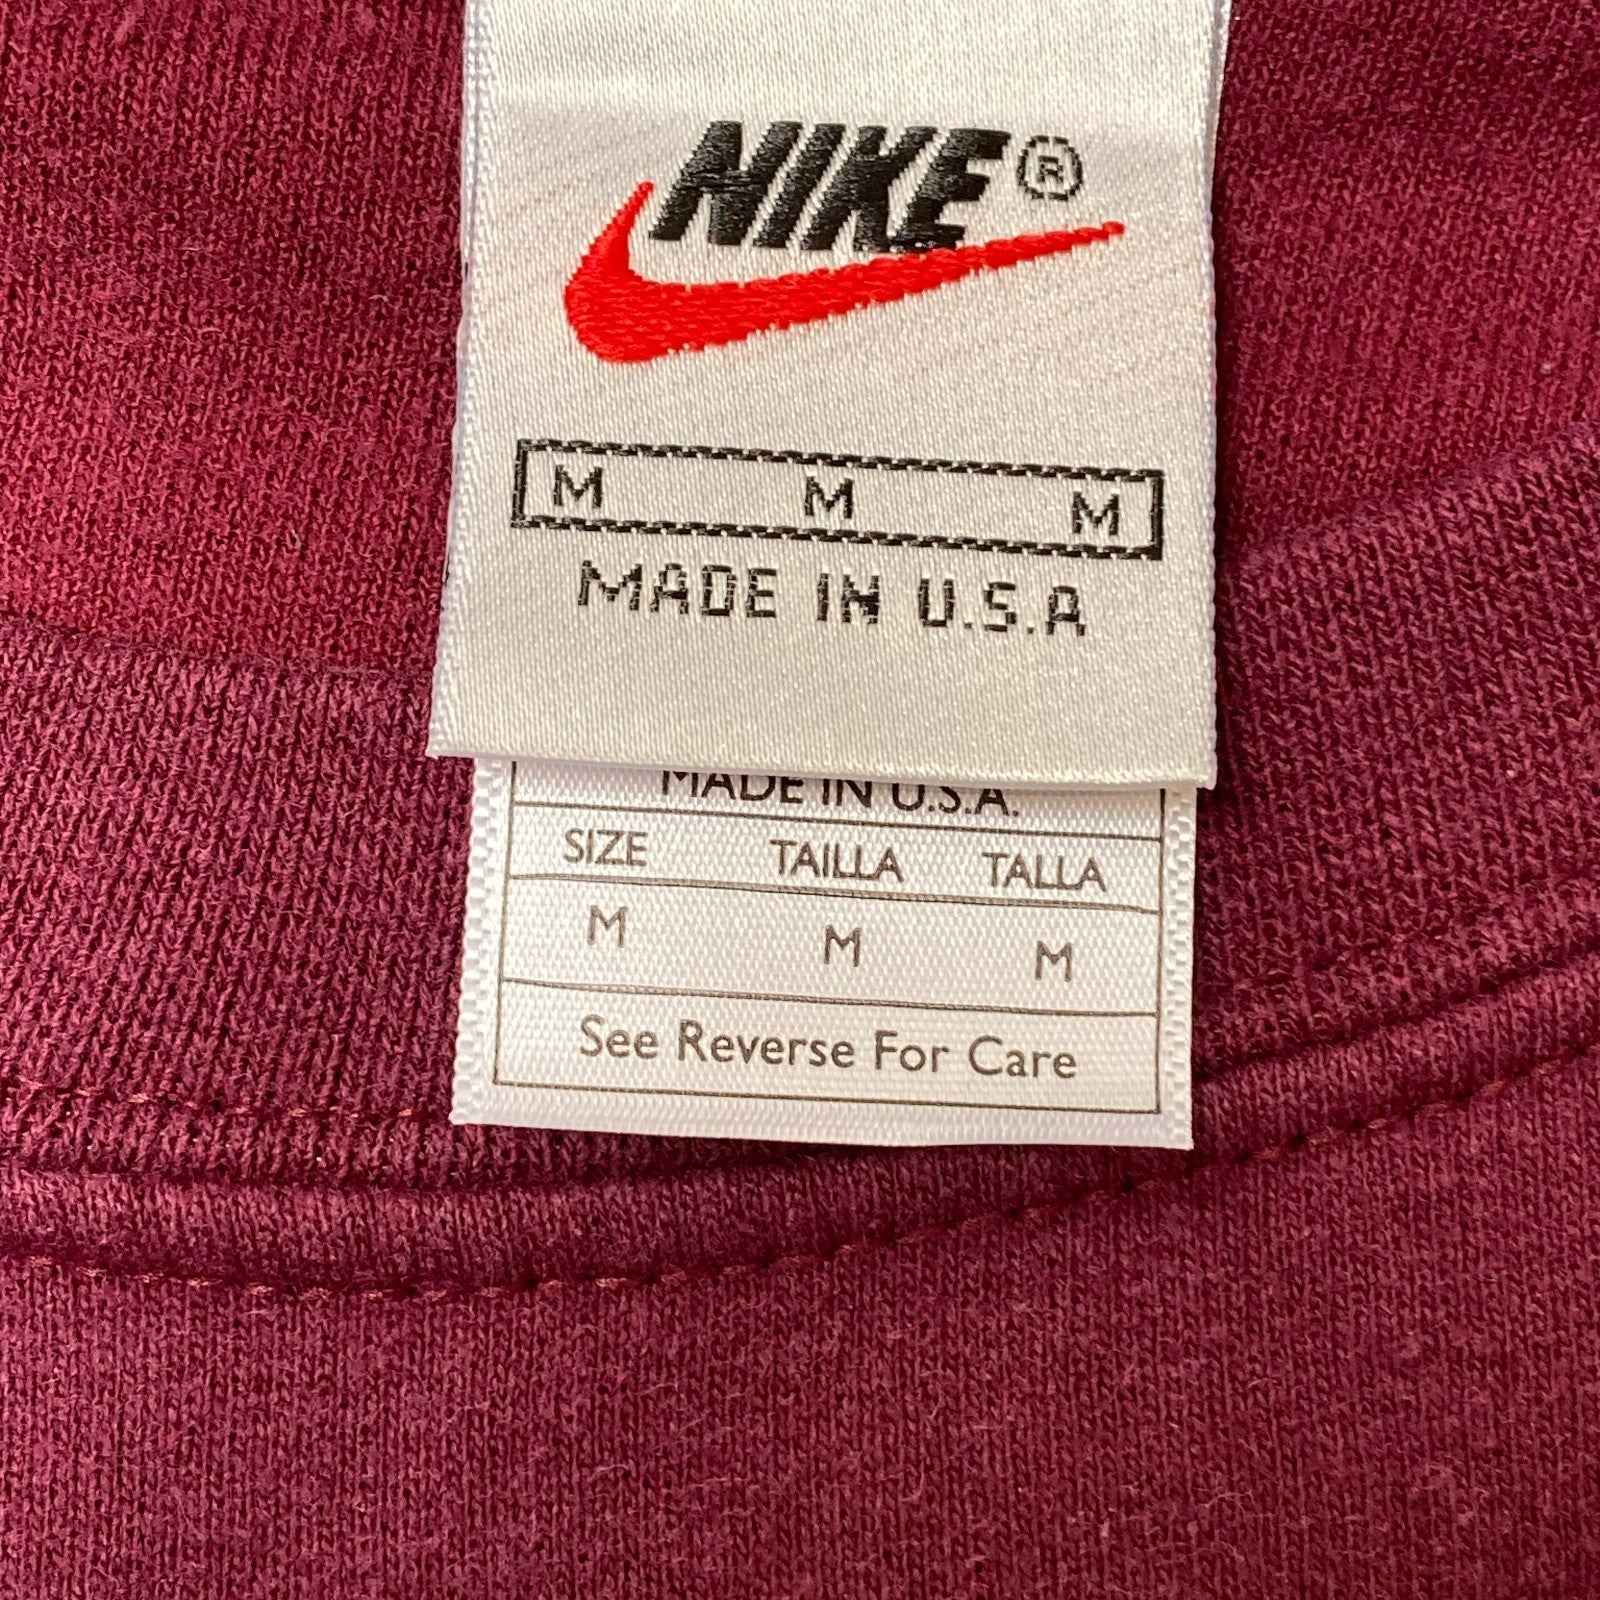 NIKE ®
M M M
MADE IN U.S.A
MADE IN U.S.A.
SIZE TAILLA TALLA
M M M
See Reverse For Care